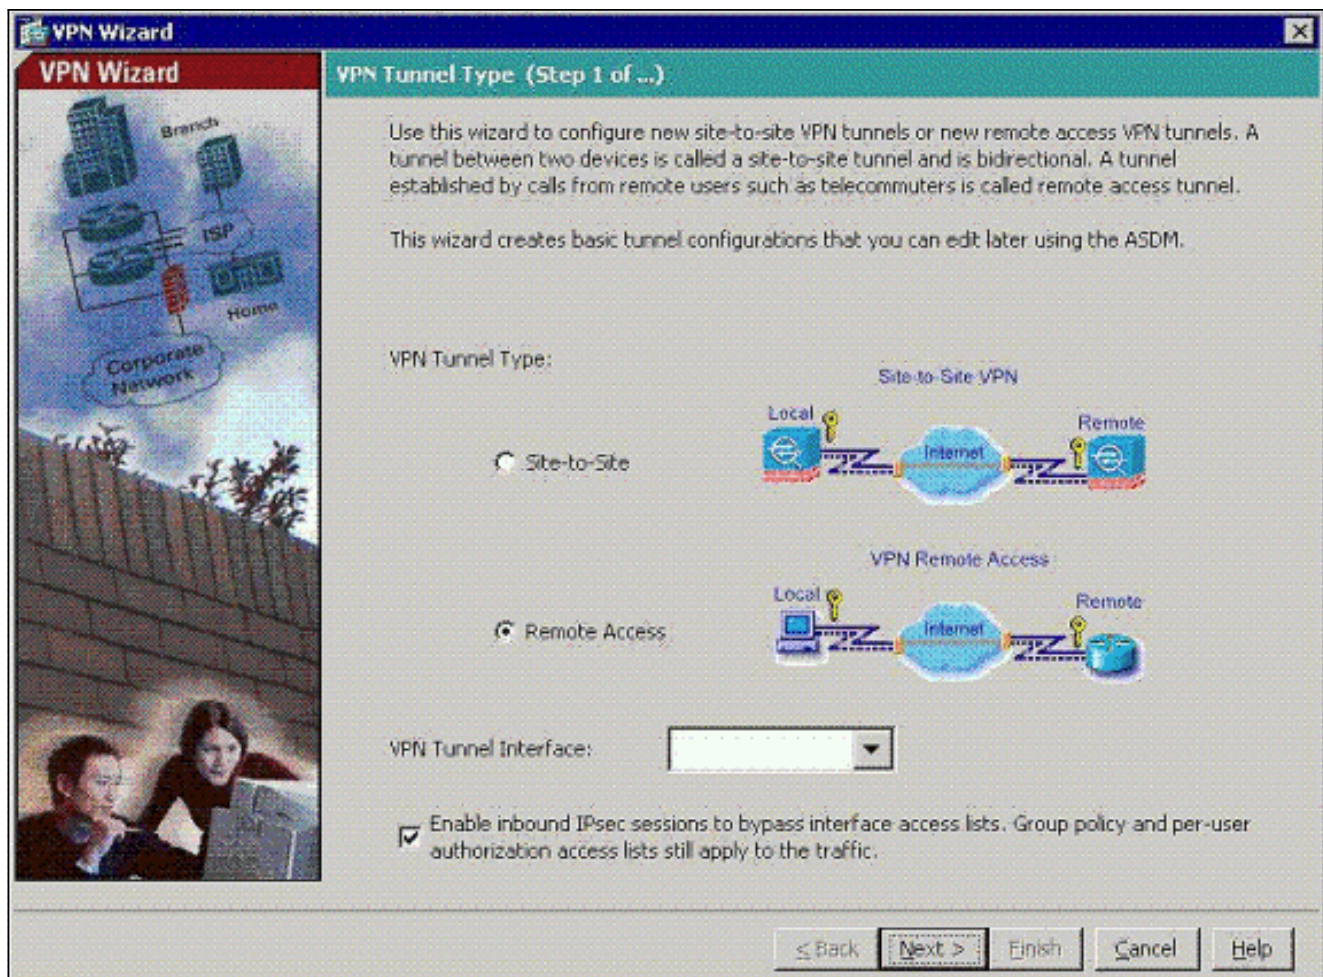 VPN Wizard
VPN Wizard
Branch
ISP
Home
Corporate
Network
VPN Tunnel Type (Step 1 of ...)
Use this wizard to configure new site-to-site VPN tunnels or new remote access VPN tunnels. A
tunnel between two devices is called a site-to-site tunnel and is bidirectional. A tunnel
established by calls from remote users such as telecommuters is called remote access tunnel.
This wizard creates basic tunnel configurations that you can edit later using the ASDM.
VPN Tunnel Type:
Site-to-Site VPN
Local
Remote
Internet
Site-to-Site
VPN Remote Access
Local
Remote
Internet
Remote Access
VPN Tunnel Interface:
Enable inbound IPsec sessions to bypass interface access lists. Group policy and per-user
authorization access lists still apply to the traffic.
< Back
Next >
Finish
Cancel
Help